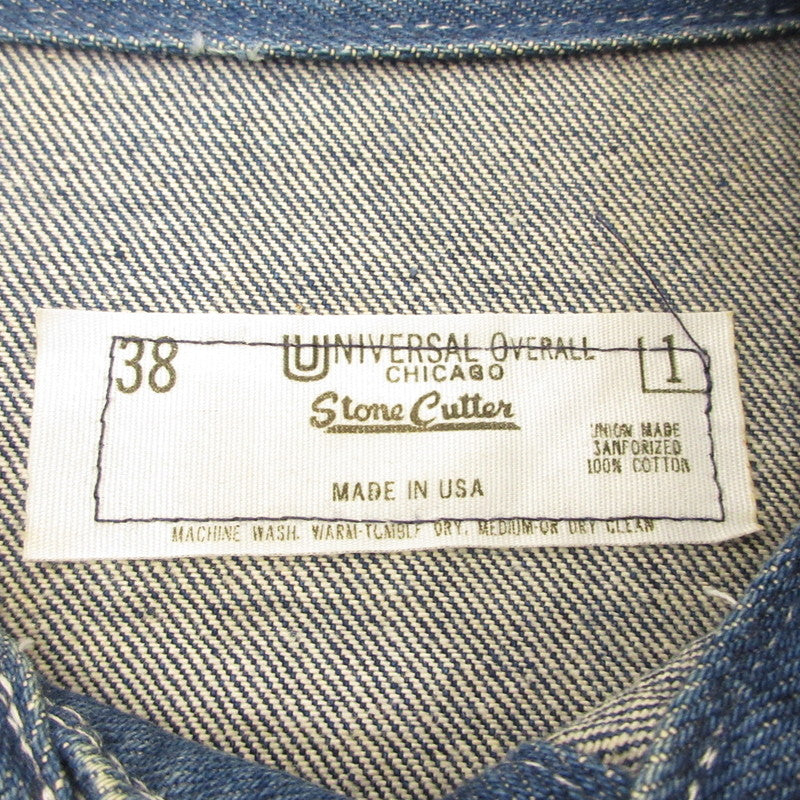 38 UNIVERSAL OVERALL 1
CHICAGO
Stone Cutter
UNION MADE
SANFORIZED
100% COTTON
MADE IN USA
MACHINE WASH. WARM-TUMBLE DRY, MEDIUM-OR DRY CLEAN